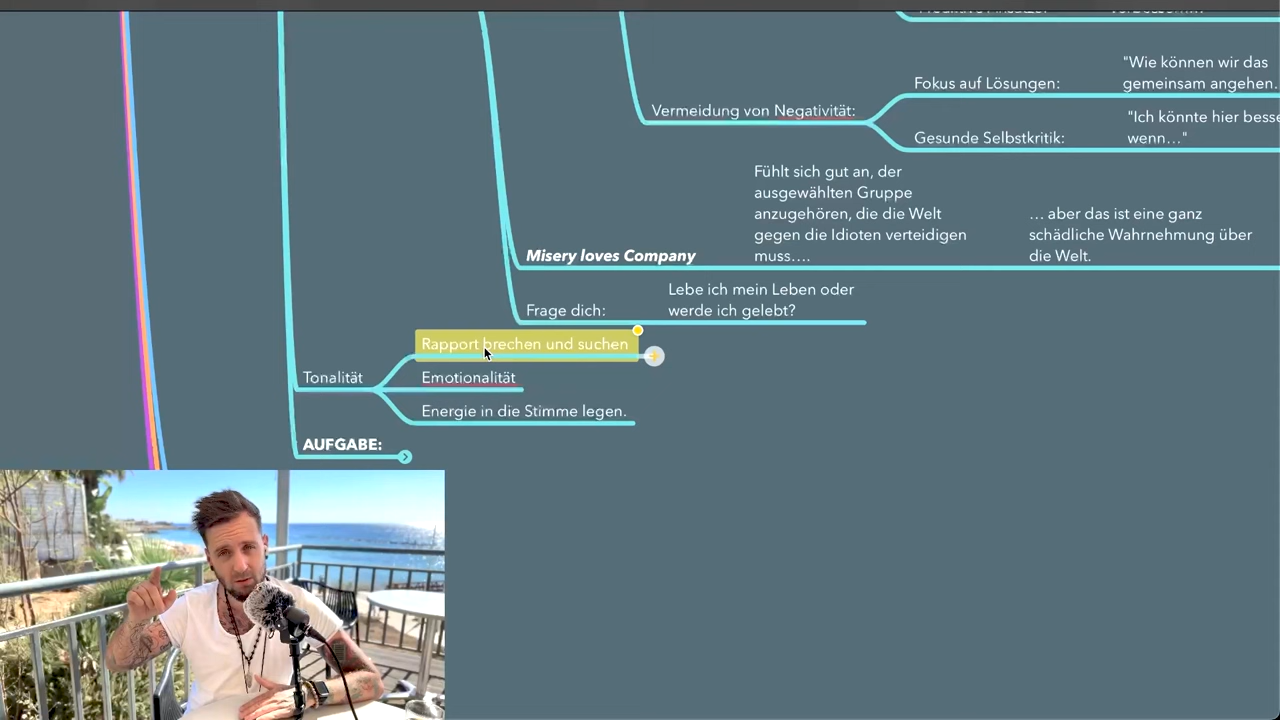 "Wie können wir das
gemeinsam angehen.
Fokus auf Lösungen:
Vermeidung von Negativität:
"Ich könnte hier
wenn…"
Gesunde Selbstkritik:
Fühlt sich gut an, der
ausgewählten Gruppe
anzugehören, die die Welt
gegen die Idioten verteidigen
muss….
… aber das ist eine ganz
schädliche Wahrnehmung über
die Welt.
Misery loves Company
Lebe ich mein Leben oder
werde ich gelebt?
Frage dich:
Rapport brechen und suchen
Tonalität
Emotionalität
Energie in die Stimme legen.
AUFGABE: